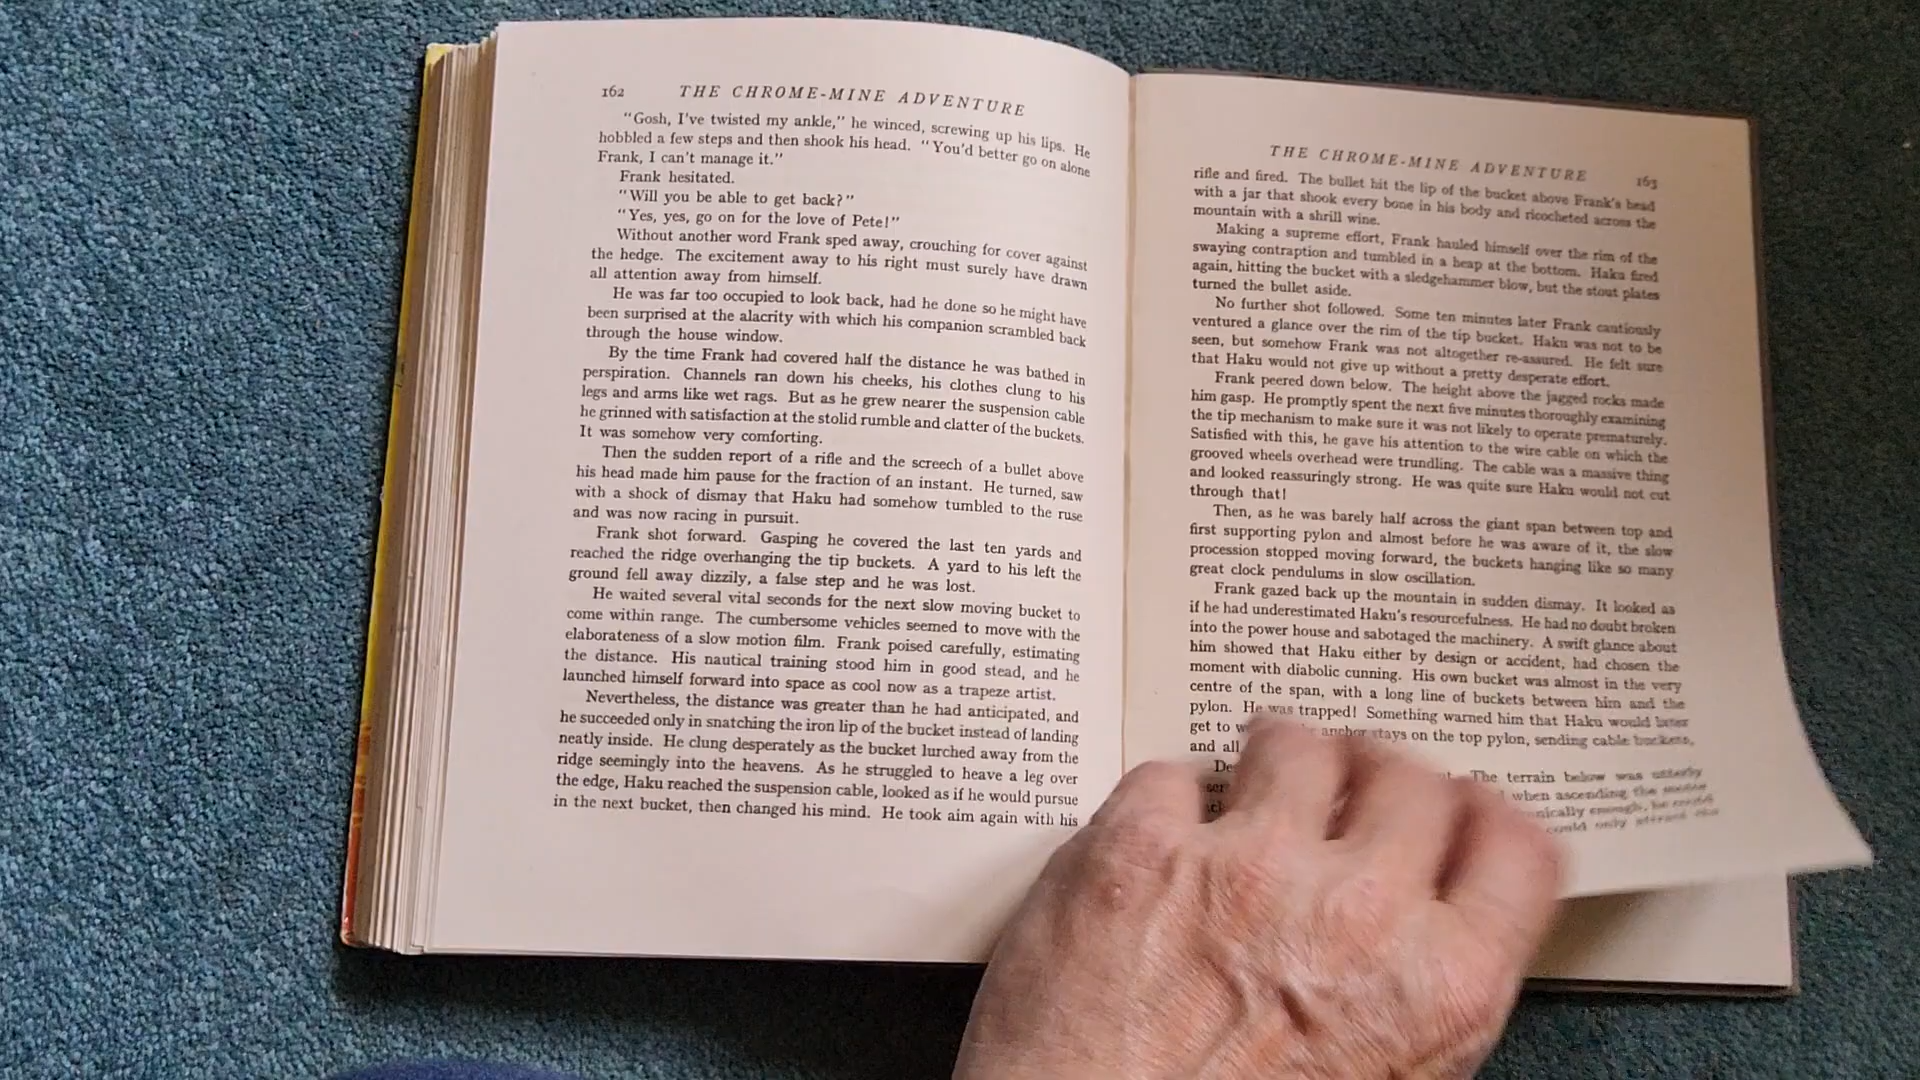 162 THE CHROME-MINE ADVENTURE
"Gosh, I've twisted my ankle," he winced, screwing up his lips. He
hobbled a few steps and then shook his head. "You'd better go on alone
Frank, I can't manage it."
Frank hesitated.
"Will you be able to get back?"
"Yes, yes, go on for the love of Pete!"
Without another word Frank sped away, crouching for cover against
the hedge. The excitement away to his right must surely have drawn
all attention away from himself.
He was far too occupied to look back, had he done so he might have
been surprised at the alacrity with which his companion scrambled back
through the house window.
By the time Frank had covered half the distance he was bathed in
perspiration. Channels ran down his cheeks, his clothes clung to his
legs and arms like wet rags. But as he grew nearer the suspension cable
he grinned with satisfaction at the stolid rumble and clatter of the buckets.
It was somehow very comforting.
Then the sudden report of a rifle and the screech of a bullet above
his head made him pause for the fraction of an instant. He turned, saw
with a shock of dismay that Haku had somehow tumbled to the ruse
and was now racing in pursuit.
Frank shot forward. Gasping he covered the last ten yards and
reached the ridge overhanging the tip buckets. A yard to his left the
ground fell away dizzily, a false step and he was lost.
He waited several vital seconds for the next slow moving bucket to
come within range. The cumbersome vehicles seemed to move with the
elaborateness of a slow motion film. Frank poised carefully, estimating
the distance. His nautical training stood him in good stead, and he
launched himself forward into space as cool now as a trapeze artist.
Nevertheless, the distance was greater than he had anticipated, and
he succeeded only in snatching the iron lip of the bucket instead of landing
neatly inside. He clung desperately as the bucket lurched away from the
ridge seemingly into the heavens. As he struggled to heave a leg over
the edge, Haku reached the suspension cable, looked as if he would pursue
in the next bucket, then changed his mind. He took aim again with his
THE CHROME-MINE ADVENTURE 163
rifle and fired. The bullet hit the lip of the bucket above Frank's head
with a jar that shook every bone in his body and ricocheted across the
mountain with a shrill wine.
Making a supreme effort, Frank hauled himself over the rim of the
swaying contraption and tumbled in a heap at the bottom. Haku fired
again, hitting the bucket with a sledgehammer blow, but the stout plates
turned the bullet aside.
No further shot followed. Some ten minutes later Frank cautiously
ventured a glance over the rim of the tip bucket. Haku was not to be
seen, but somehow Frank was not altogether re-assured. He felt sure
that Haku would not give up without a pretty desperate effort.
Frank peered down below. The height above the jagged rocks made
him gasp. He promptly spent the next five minutes thoroughly examining
the tip mechanism to make sure it was not likely to operate prematurely.
Satisfied with this, he gave his attention to the wire cable on which the
grooved wheels overhead were trundling. The cable was a massive thing
and looked reassuringly strong. He was quite sure Haku would not cut
through that!
Then, as he was barely half across the giant span between top and
first supporting pylon and almost before he was aware of it, the slow
procession stopped moving forward, the buckets hanging like so many
great clock pendulums in slow oscillation.
Frank gazed back up the mountain in sudden dismay. It looked as
if he had underestimated Haku's resourcefulness. He had no doubt broken
into the power house and sabotaged the machinery. A swift glance about
him showed that Haku either by design or accident, had chosen the
moment with diabolic cunning. His own bucket was almost in the very
centre of the span, with a long line of buckets between him and the
pylon. He was trapped! Something warned him that Haku would later
get to anchor stays on the top pylon, sending cable buckets,
and all
The terrain below was utterly
when ascending the
enough, he could
could only attract the